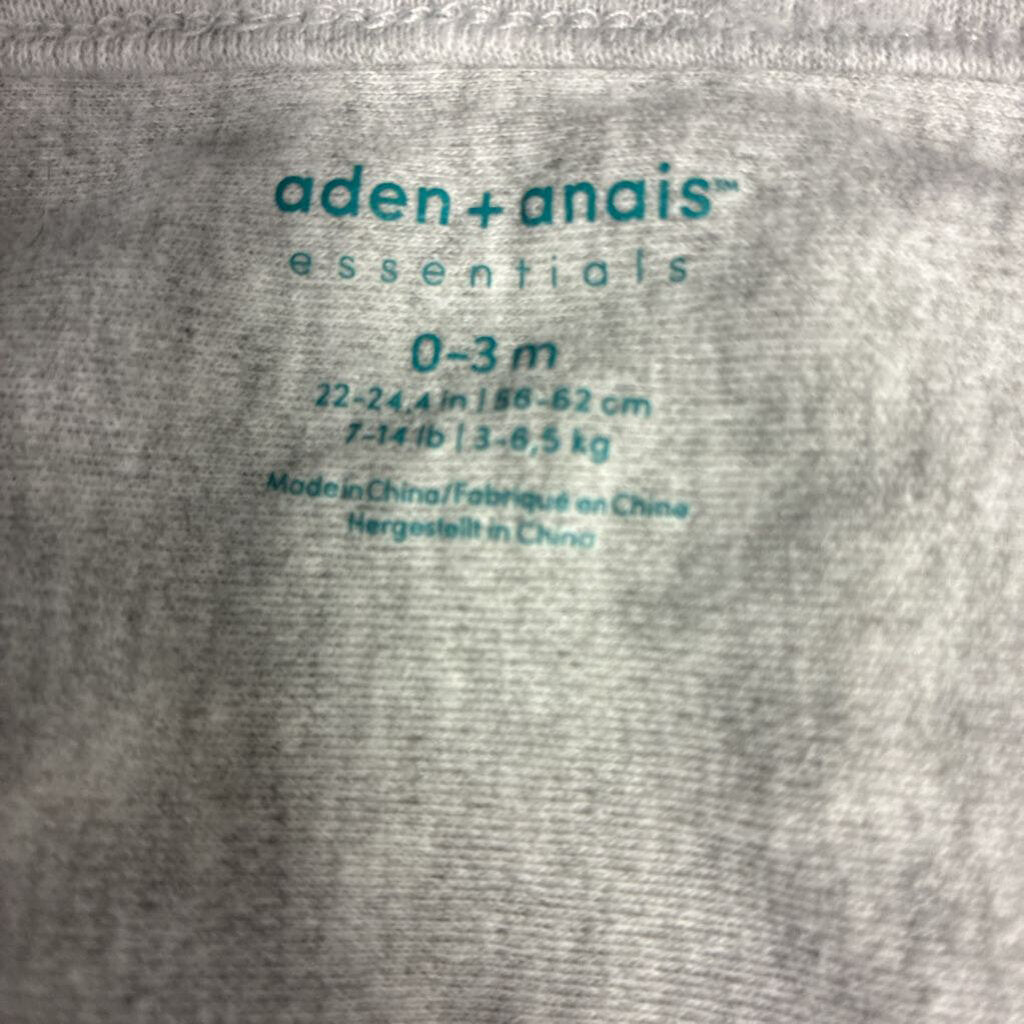 aden + anais™
essentials
0-3 m
22-24,4 in | 56-62 cm
7-14 lb | 3-6,5 kg
Made in China/Fabriqué en Chine
Hergestellt in China